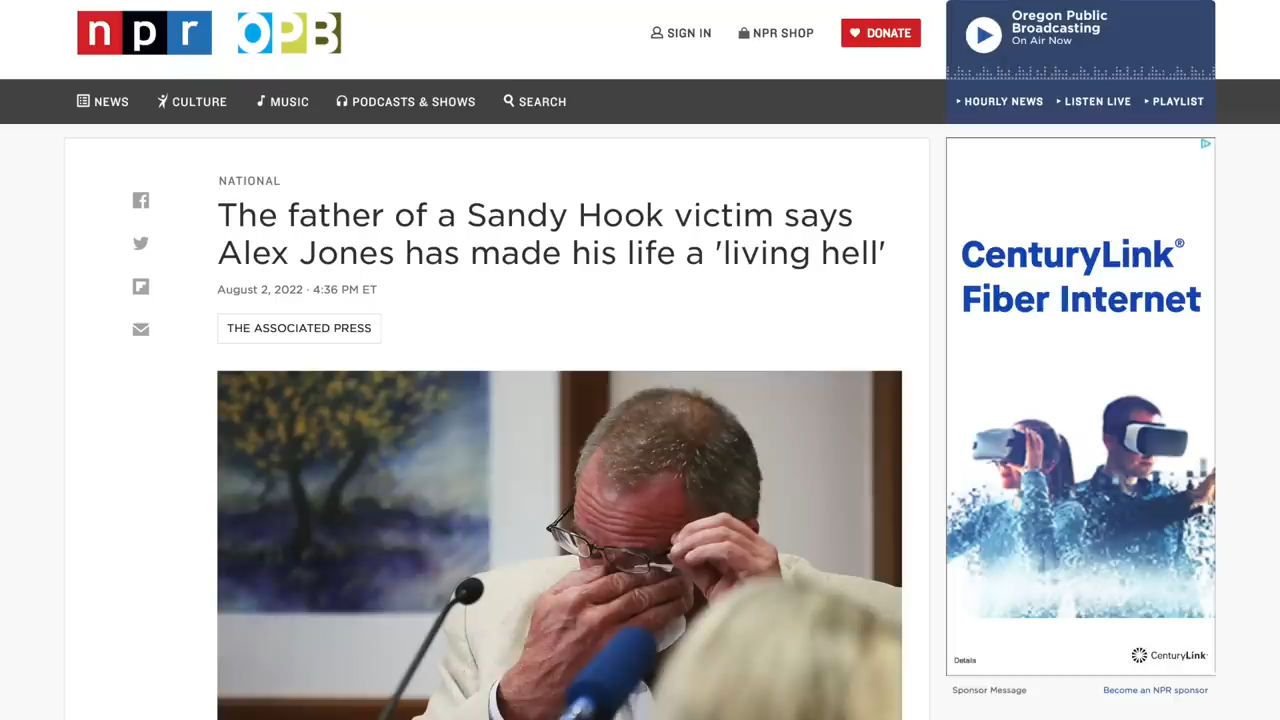 npr OPB
SIGN IN
NPR SHOP
DONATE
Oregon Public
Broadcasting
On Air Now
NEWS
CULTURE
MUSIC
PODCASTS & SHOWS
SEARCH
HOURLY NEWS
LISTEN LIVE
PLAYLIST
NATIONAL
The father of a Sandy Hook victim says
Alex Jones has made his life a 'living hell'
August 2, 2022 · 4:36 PM ET
THE ASSOCIATED PRESS
CenturyLink®
Fiber Internet
Details
CenturyLink
Sponsor Message
Become an NPR sponsor